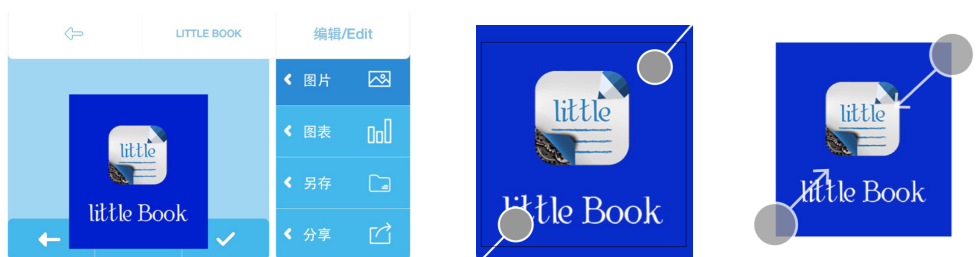 LITTLE BOOK
编辑/Edit
图片
图表
另存
分享
little
little Book
little
little Book
little
little Book